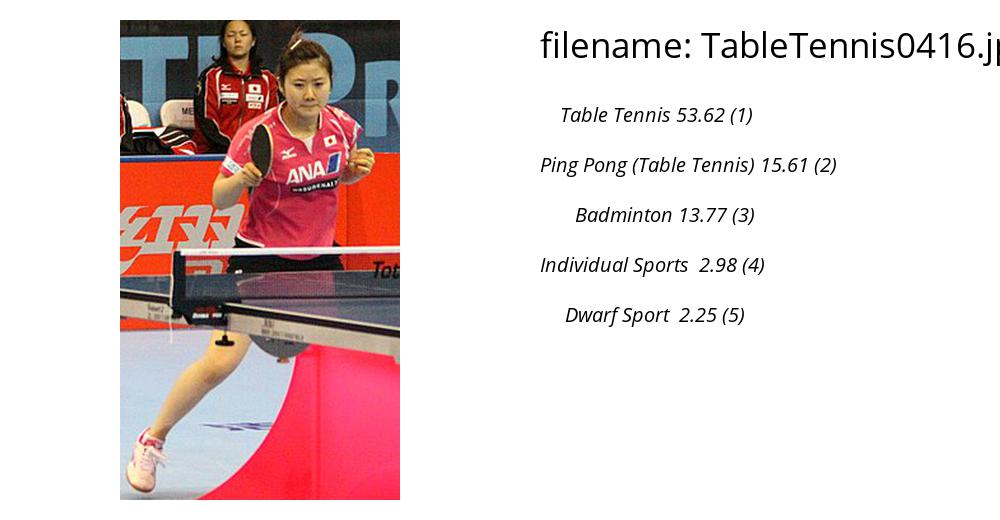 filename: TableTennis0416.j
Table Tennis 53.62 (1)
Ping Pong (Table Tennis) 15.61 (2)
Badminton 13.77 (3)
Individual Sports 2.98 (4)
Dwarf Sport 2.25 (5)
ANA